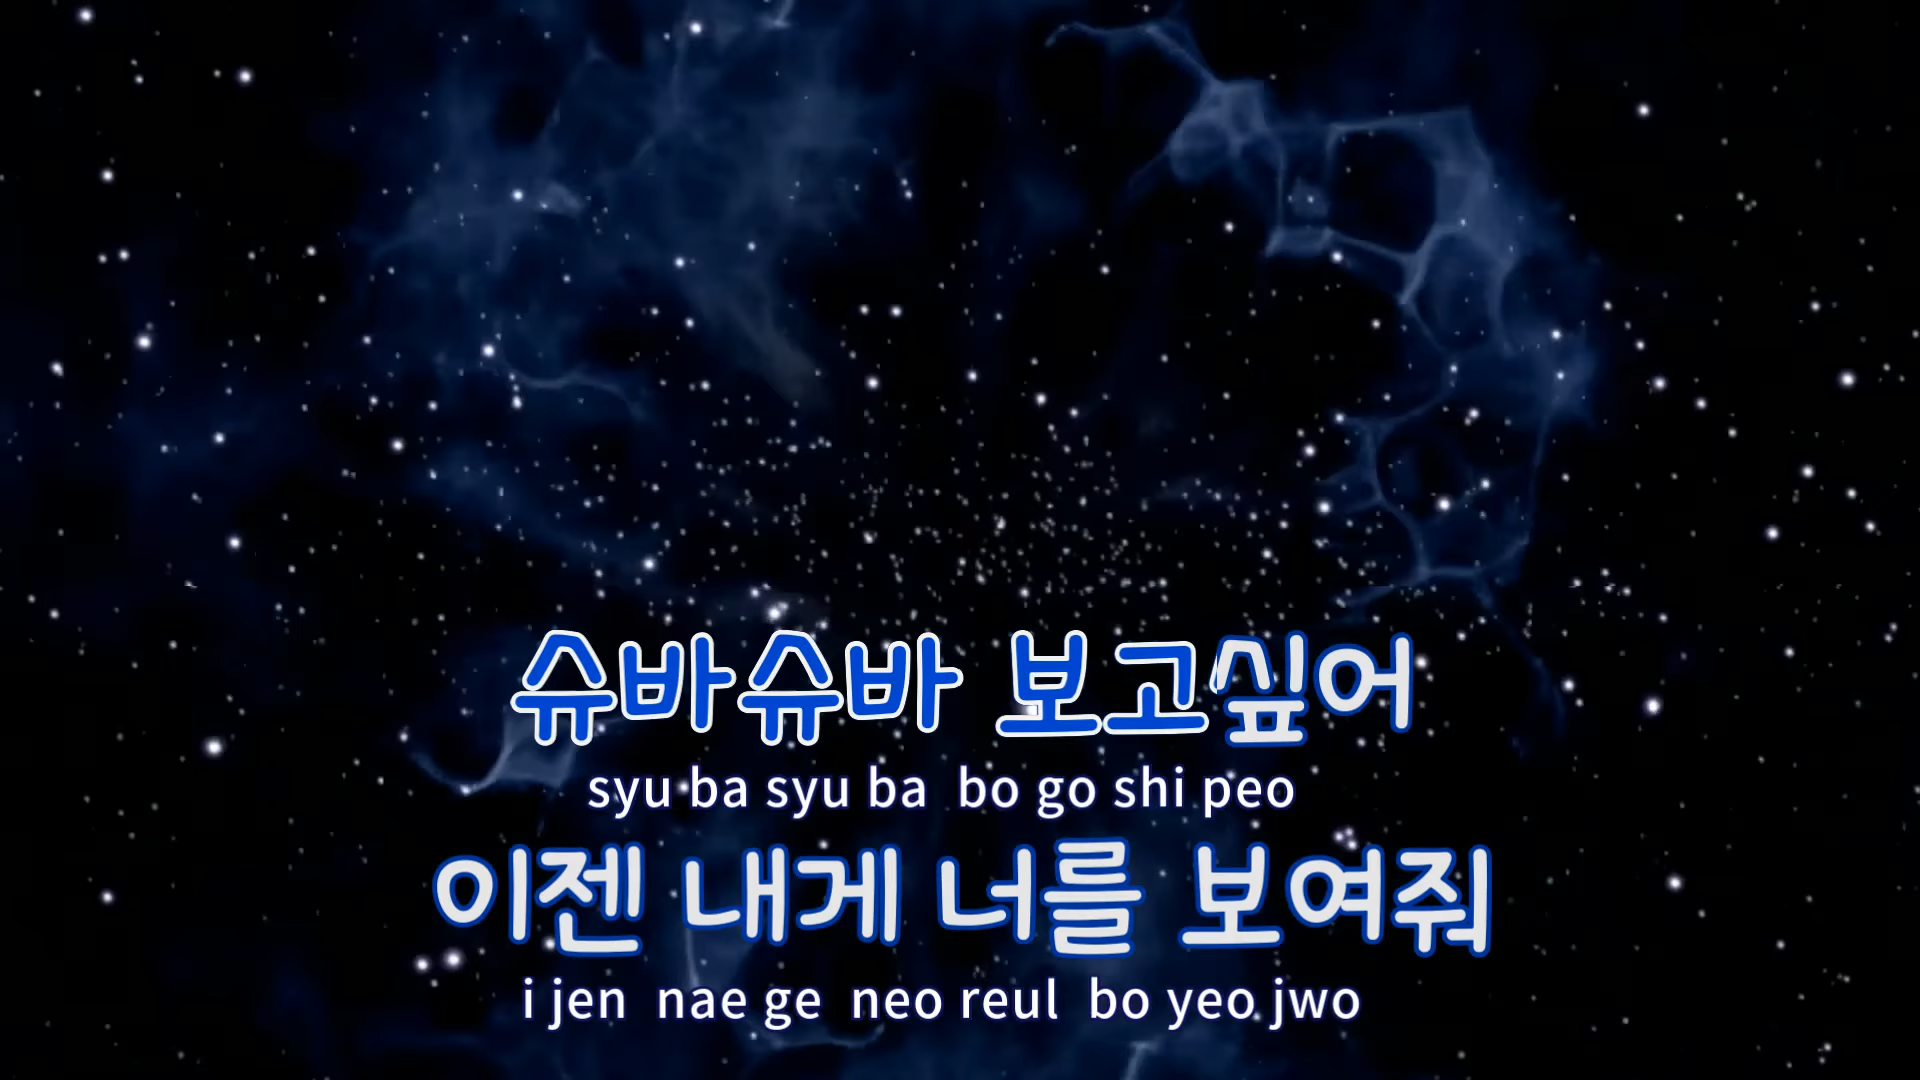 슈바슈바 보고싶어
syu ba syu ba bo go shi peo
이젠 내게 너를 보여줘
i jen nae ge neo reul bo yeo jwo